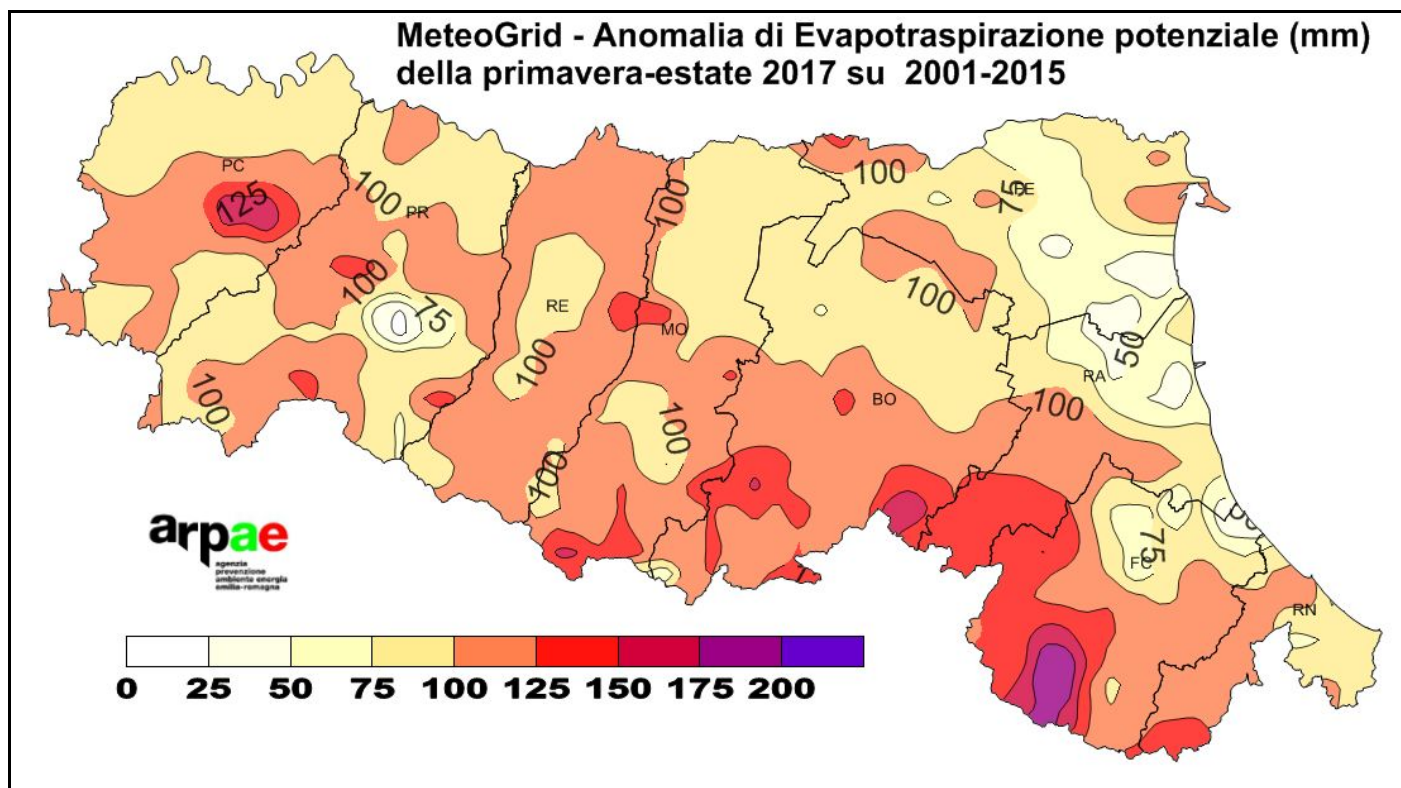 MeteoGrid - Anomalia di Evapotraspirazione potenziale (mm)
della primavera-estate 2017 su  2001-2015
PC
125
100
PR
100
100
75
FE
100
100
75
RE
100
MO
100
50
RA
100
BO
100
100
100
75
FC
RN
arpae
agenzia
prevenzione
ambiente energia
emilia-romagna
0 25 50 75 100 125 150 175 200